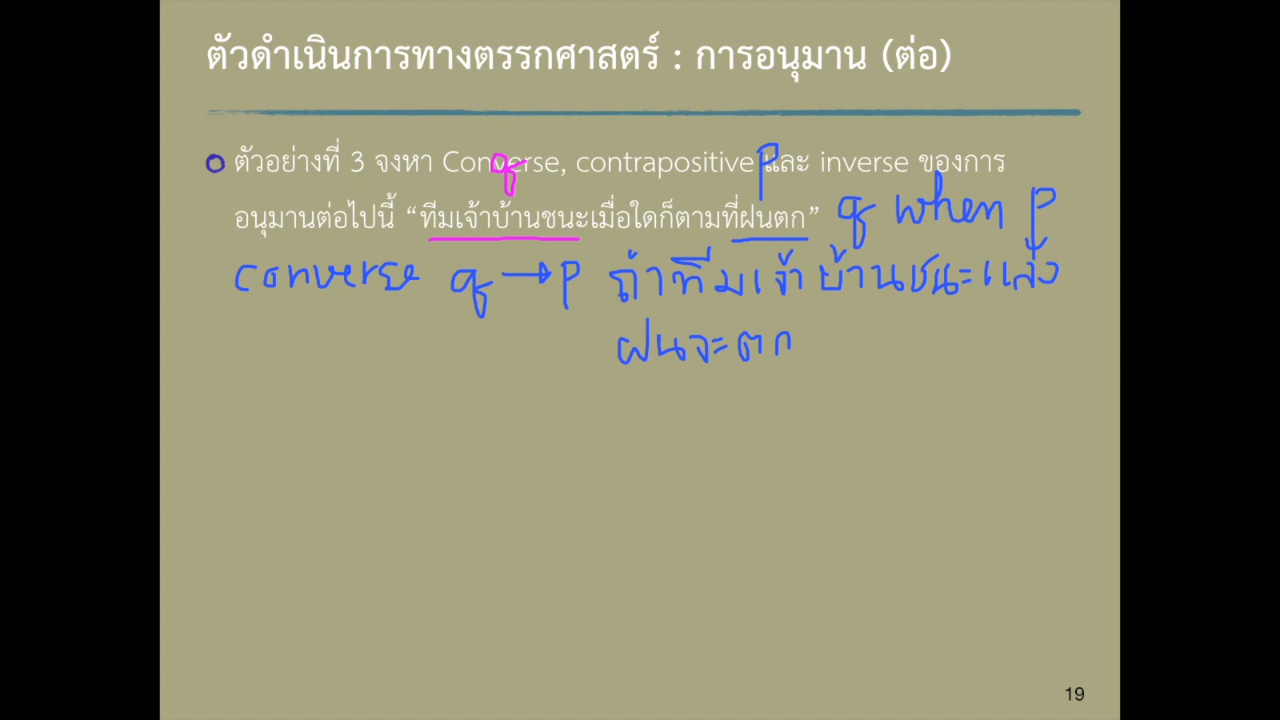 ตัวดำเนินการทางตรรกศาสตร์ : การอนุมาน (ต่อ)
q p
ตัวอย่างที่ 3 จงหา Converse, contrapositive และ inverse ของการ
อนุมานต่อไปนี้ “ทีมเจ้าบ้านชนะเมื่อใดก็ตามที่ฝนตก” q when p
converse q → p ถ้าทีมเจ้าบ้านชนะแล้ว
ฝนจะตก
19